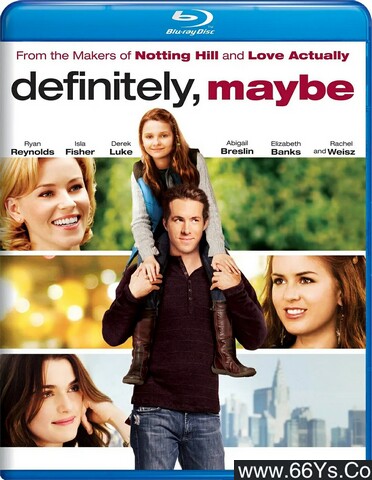 Blu-ray Disc
From the Makers of Notting Hill and Love Actually
definitely, maybe
Ryan Reynolds
Isla Fisher
Derek Luke
Abigail Breslin
Elizabeth Banks
and Rachel Weisz
www.66Ys.Co